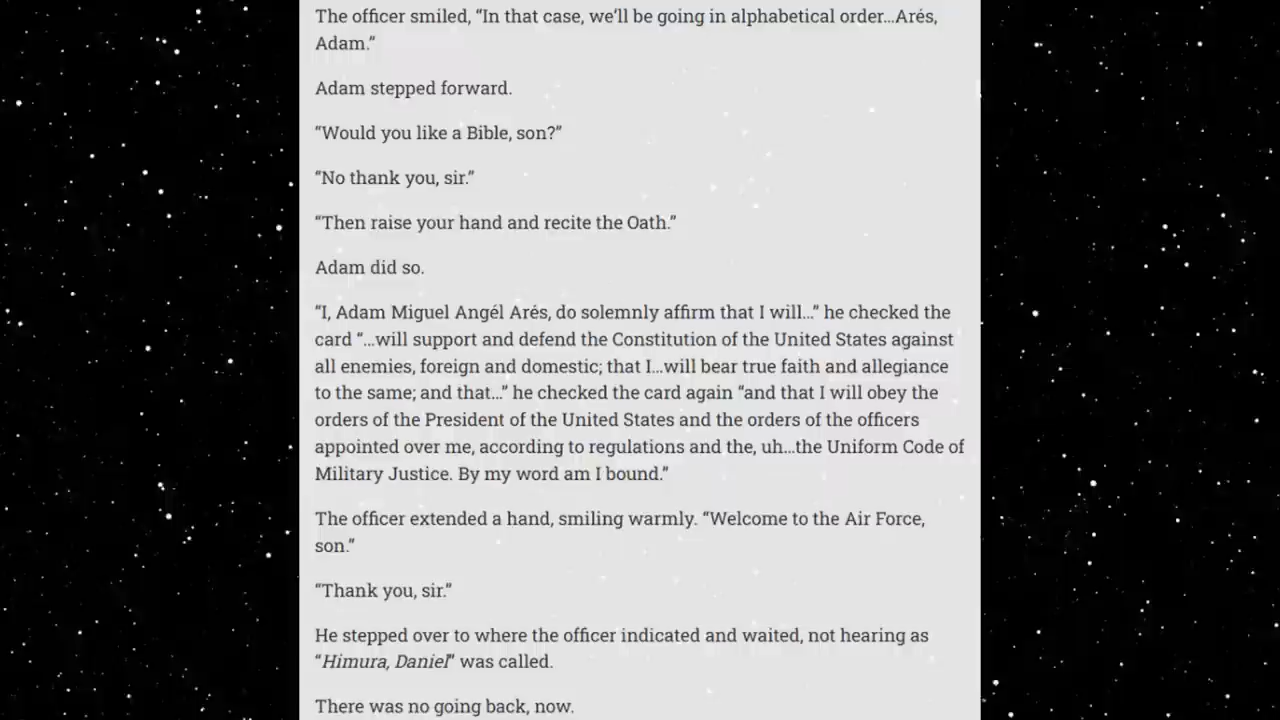 The officer smiled, “In that case, we’ll be going in alphabetical order…Arés,
Adam.”
Adam stepped forward.
“Would you like a Bible, son?”
“No thank you, sir.”
“Then raise your hand and recite the Oath.”
Adam did so.
“I, Adam Miguel Angél Arés, do solemnly affirm that I will…” he checked the
card “…will support and defend the Constitution of the United States against
all enemies, foreign and domestic; that I…will bear true faith and allegiance
to the same; and that…” he checked the card again “and that I will obey the
orders of the President of the United States and the orders of the officers
appointed over me, according to regulations and the, uh…the Uniform Code of
Military Justice. By my word am I bound.”
The officer extended a hand, smiling warmly. “Welcome to the Air Force,
son.”
“Thank you, sir.”
He stepped over to where the officer indicated and waited, not hearing as
“Himura, Daniel” was called.
There was no going back, now.